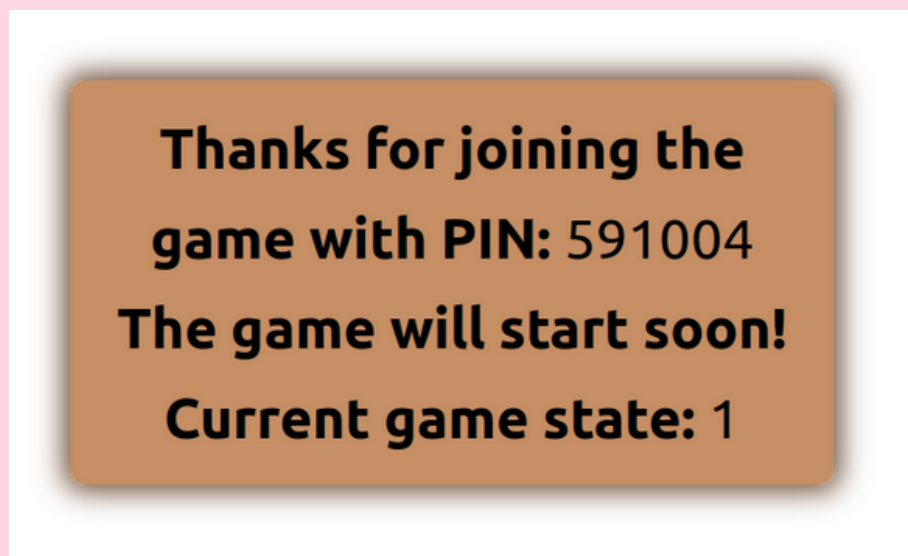 Thanks for joining the
game with PIN: 591004
The game will start soon!
Current game state: 1